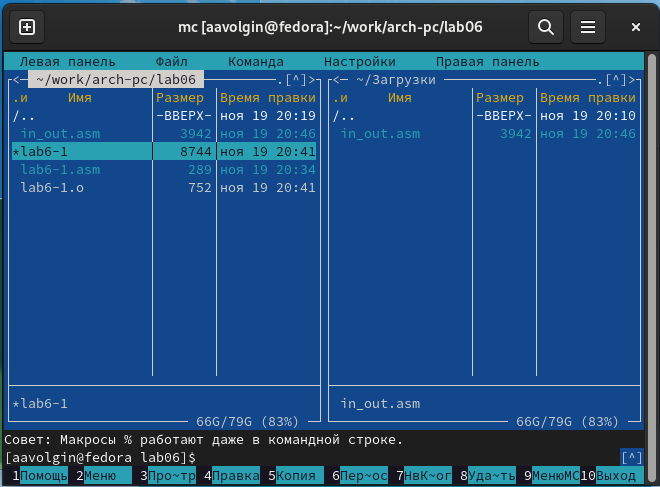 mc [aavolgin@fedora]:~/work/arch-pc/lab06
Левая панель Файл Команда Настройки Правая панель
<─ ~/work/arch-pc/lab06 .[^]> <─ ~/Загрузки .[^]>
.и Имя Размер Время правки .и Имя Размер Время правки
/.. -ВВЕРХ- ноя 19 20:19 /.. -ВВЕРХ- ноя 19 20:10
in_out.asm 3942 ноя 19 20:46 in_out.asm 3942 ноя 19 20:46
*lab6-1 8744 ноя 19 20:41
lab6-1.asm 289 ноя 19 20:34
lab6-1.o 752 ноя 19 20:41
*lab6-1 in_out.asm
66G/79G (83%) 66G/79G (83%)
Совет: Макросы % работают даже в командной строке.
[aavolgin@fedora lab06]$ [^]
1Помощь 2Меню 3Про~тр 4Правка 5Копия 6Пер~ос 7НвК~ог 8Уда~ть 9МенюМС 10Выход